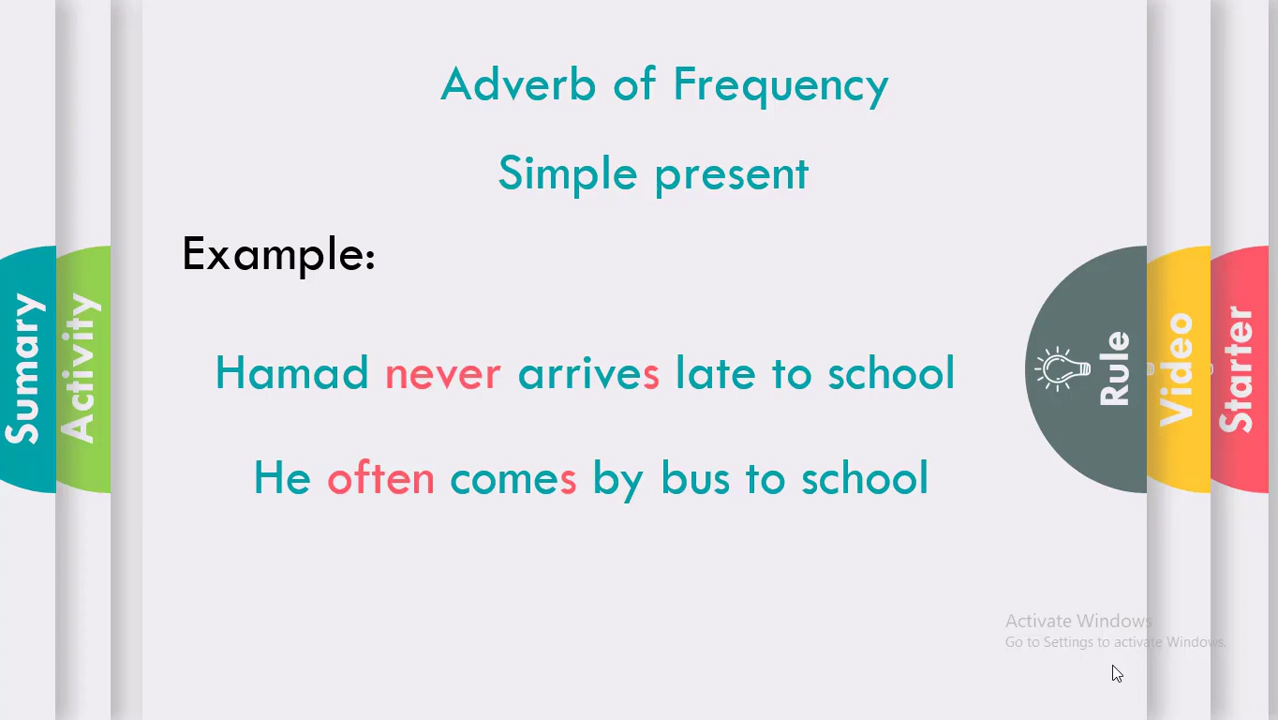 Adverb of Frequency
Simple present
Example:
Hamad never arrives late to school
He often comes by bus to school
Sumary
Activity
Rule
Video
Starter
Activate Windows
Go to Settings to activate Windows.